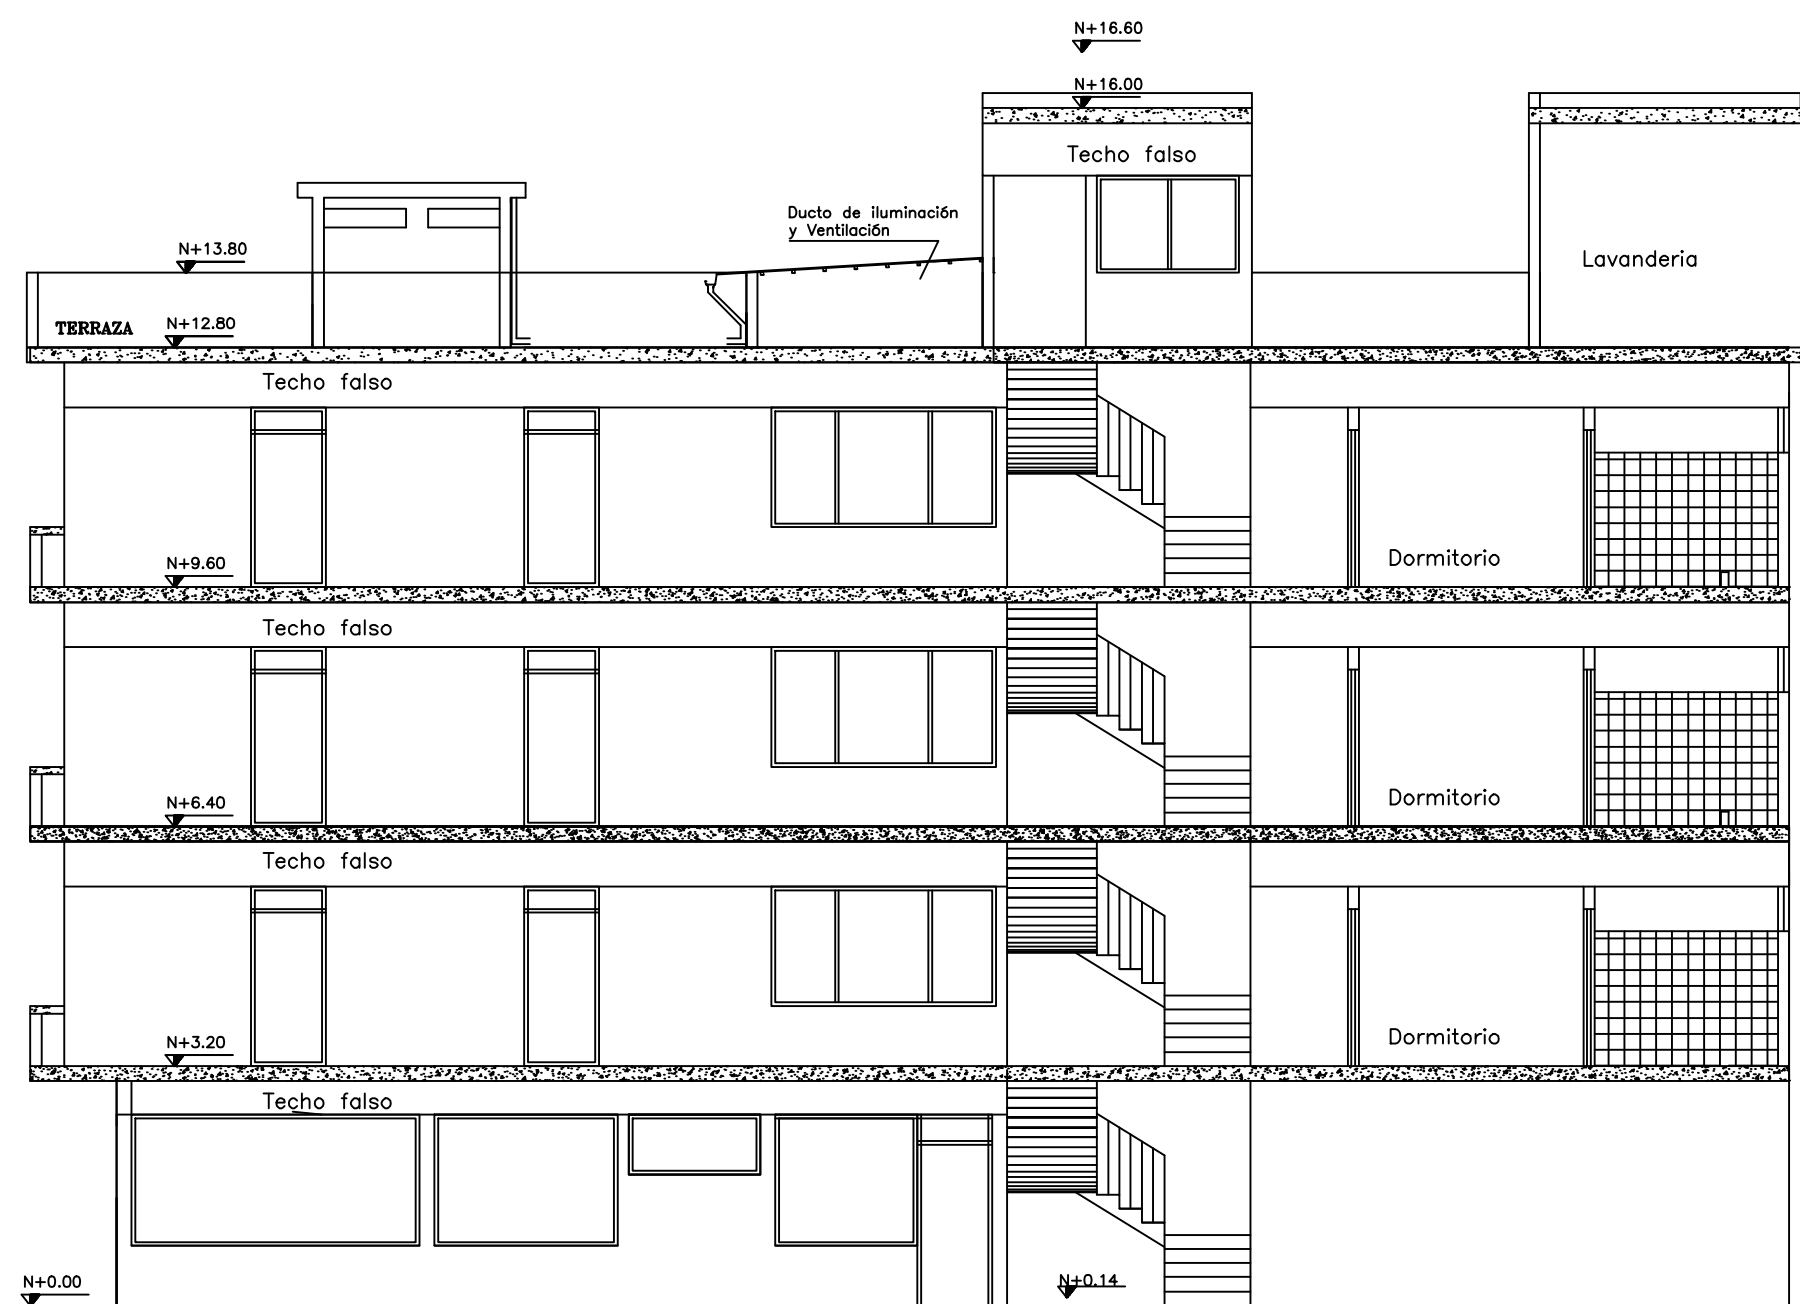 N+16.60
N+16.00
Techo falso
Ducto de iluminación
y Ventilación
N+13.80
Lavanderia
TERRAZA
N+12.80
Techo falso
Dormitorio
N+9.60
Techo falso
Dormitorio
N+6.40
Techo falso
Dormitorio
N+3.20
Techo falso
N+0.00
N+0.14